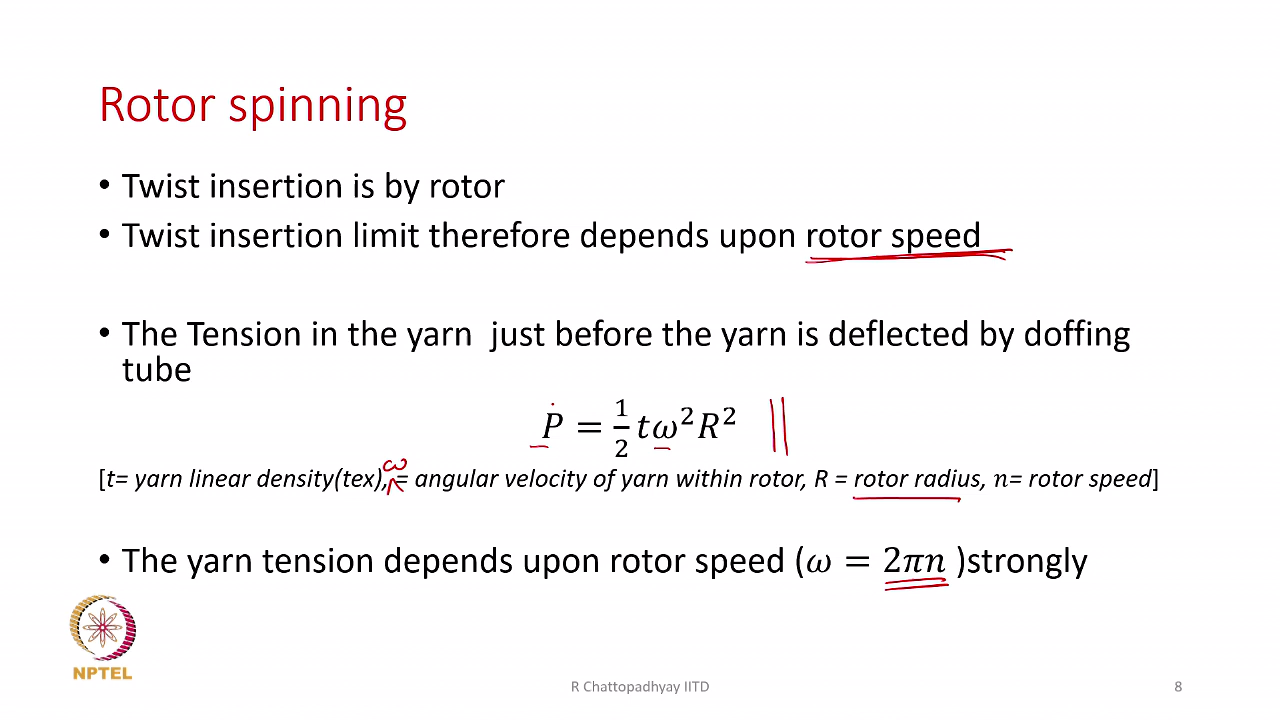 Rotor spinning
• Twist insertion is by rotor
• Twist insertion limit therefore depends upon rotor speed
• The Tension in the yarn just before the yarn is deflected by doffing
tube
P = 1/2 tω²R²
ω
[t= yarn linear density(tex), = angular velocity of yarn within rotor, R = rotor radius, n= rotor speed]
• The yarn tension depends upon rotor speed (ω = 2πn )strongly
NPTEL
R Chattopadhyay IITD
8